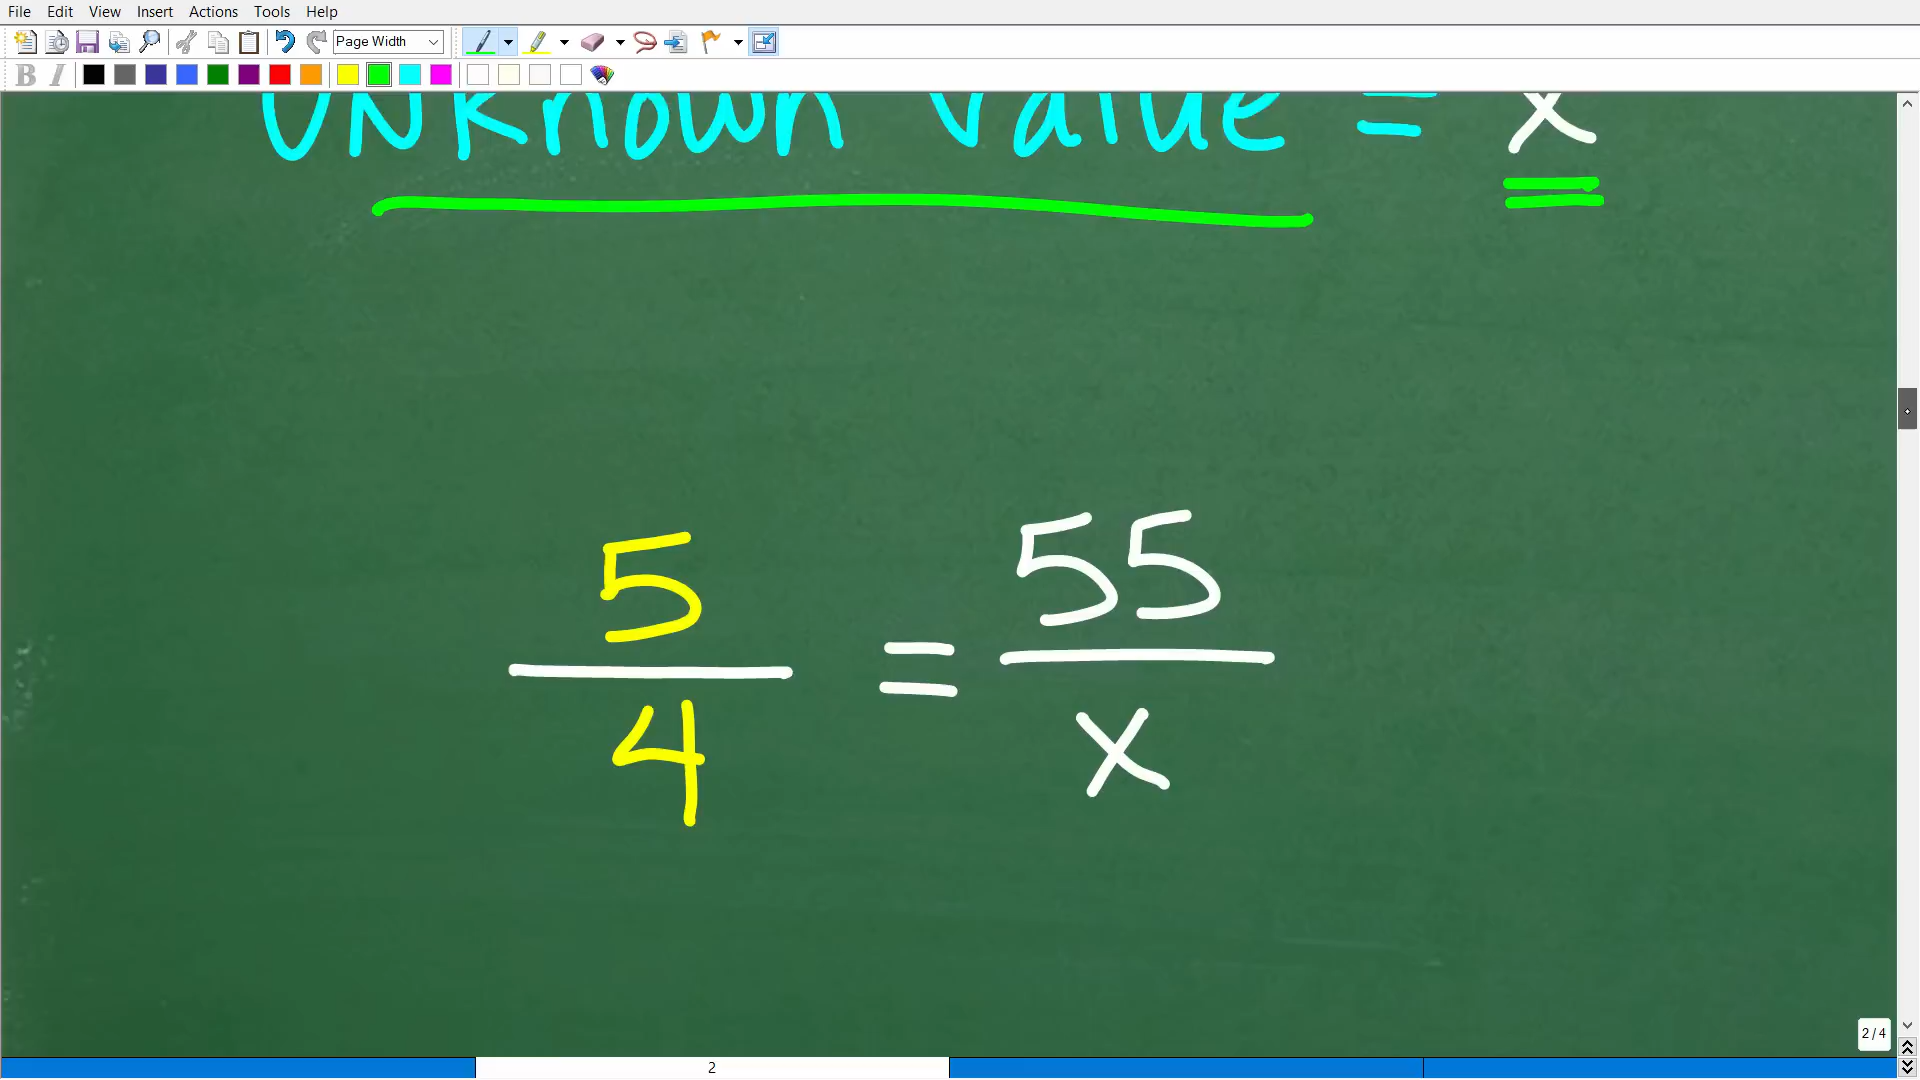 File Edit View Insert Actions Tools Help
Page Width
B I
Unknown Value = x
5/4 = 55/x
2 / 4
2